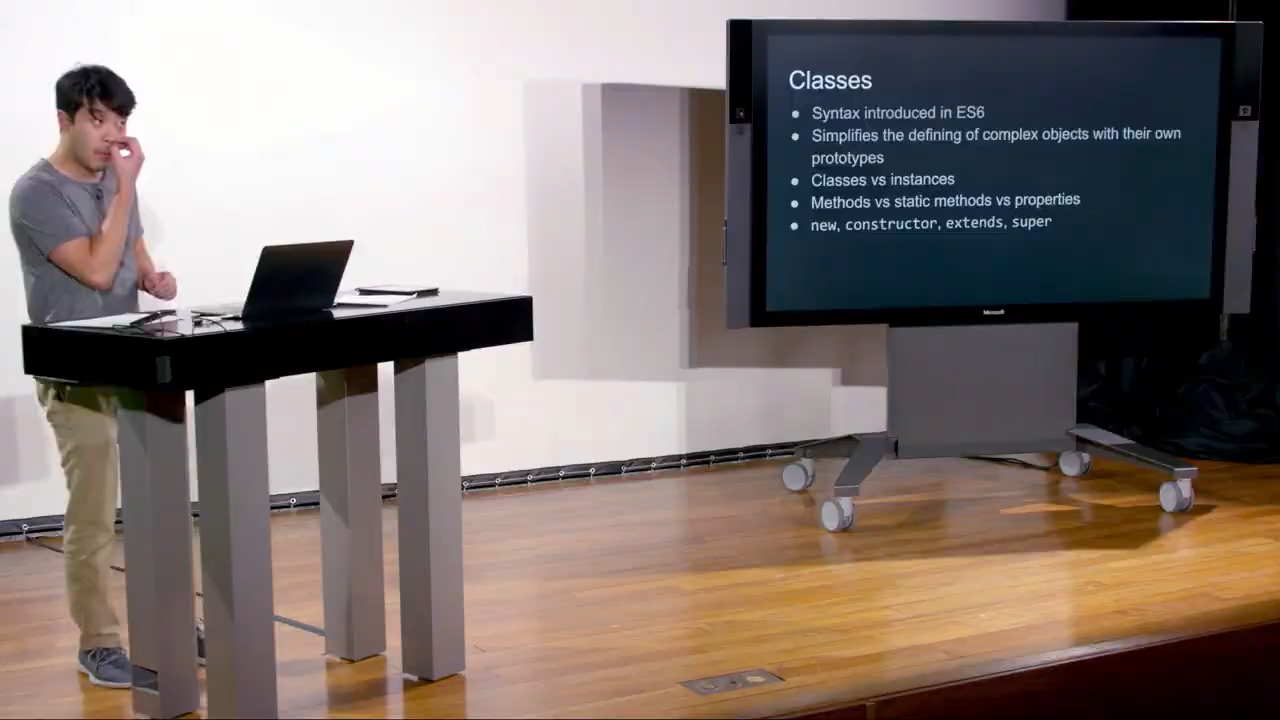 Classes
● Syntax introduced in ES6
● Simplifies the defining of complex objects with their own
prototypes
● Classes vs instances
● Methods vs static methods vs properties
● new, constructor, extends, super
Microsoft